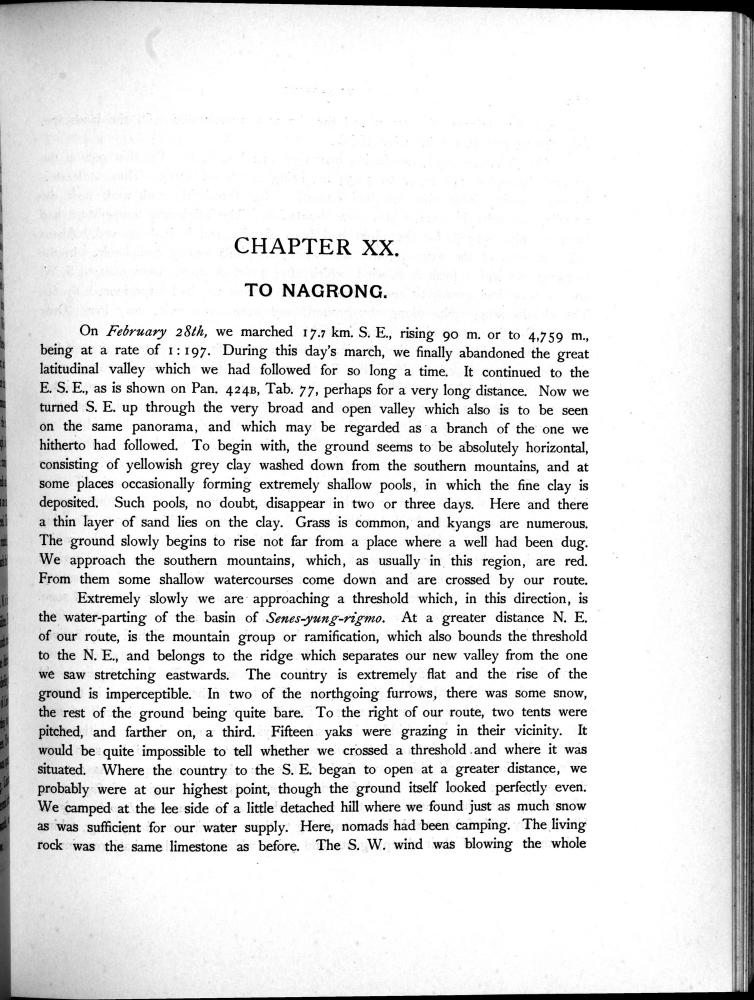 CHAPTER XX.
TO NAGRONG.
On February 28th, we marched 17.7 km. S. E., rising 90 m. or to 4,759 m.,
being at a rate of 1:197. During this day's march, we finally abandoned the great
latitudinal valley which we had followed for so long a time. It continued to the
E. S. E., as is shown on Pan. 424B, Tab. 77, perhaps for a very long distance. Now we
turned S. E. up through the very broad and open valley which also is to be seen
on the same panorama, and which may be regarded as a branch of the one we
hitherto had followed. To begin with, the ground seems to be absolutely horizontal,
consisting of yellowish grey clay washed down from the southern mountains, and at
some places occasionally forming extremely shallow pools, in which the fine clay is
deposited. Such pools, no doubt, disappear in two or three days. Here and there
a thin layer of sand lies on the clay. Grass is common, and kyangs are numerous.
The ground slowly begins to rise not far from a place where a well had been dug.
We approach the southern mountains, which, as usually in this region, are red.
From them some shallow watercourses come down and are crossed by our route.
Extremely slowly we are approaching a threshold which, in this direction, is
the water-parting of the basin of Senes-yung-rigmo. At a greater distance N. E.
of our route, is the mountain group or ramification, which also bounds the threshold
to the N. E., and belongs to the ridge which separates our new valley from the one
we saw stretching eastwards. The country is extremely flat and the rise of the
ground is imperceptible. In two of the northgoing furrows, there was some snow,
the rest of the ground being quite bare. To the right of our route, two tents were
pitched, and farther on, a third. Fifteen yaks were grazing in their vicinity. It
would be quite impossible to tell whether we crossed a threshold and where it was
situated. Where the country to the S. E. began to open at a greater distance, we
probably were at our highest point, though the ground itself looked perfectly even.
We camped at the lee side of a little detached hill where we found just as much snow
as was sufficient for our water supply. Here, nomads had been camping. The living
rock was the same limestone as before. The S. W. wind was blowing the whole